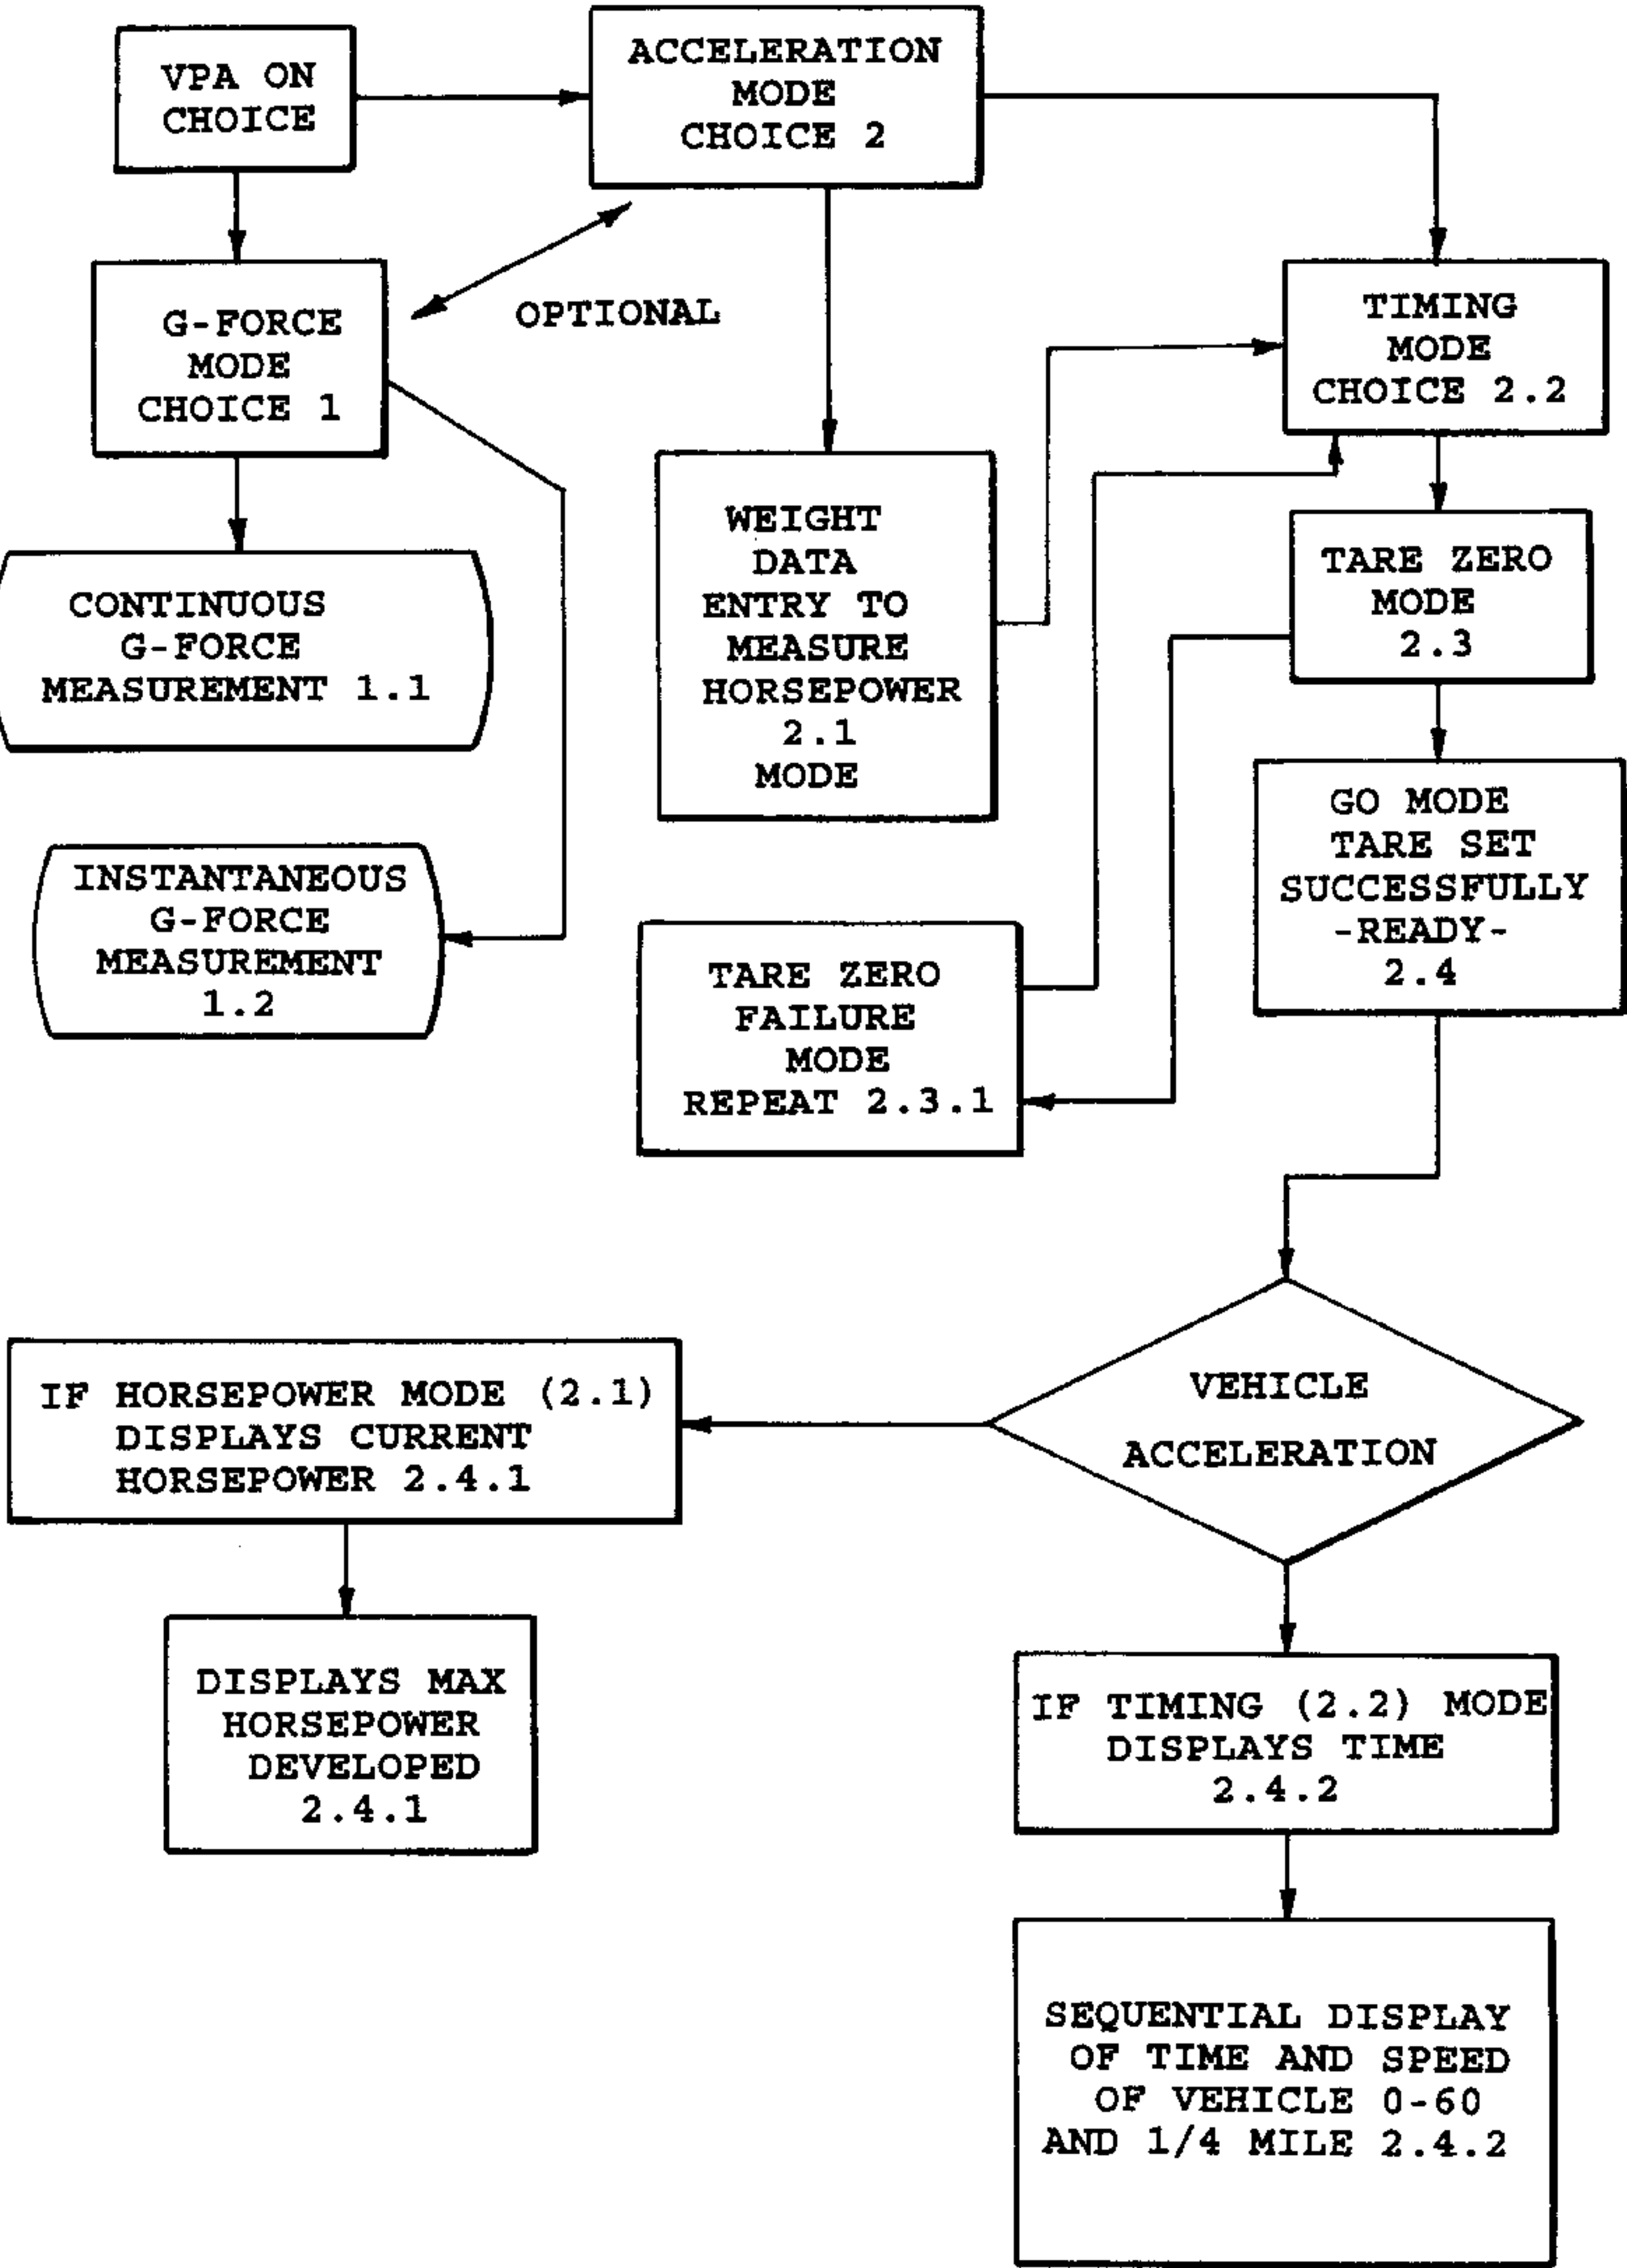 VPA ON
CHOICE
ACCELERATION
MODE
CHOICE 2
G-FORCE
MODE
CHOICE 1
OPTIONAL
TIMING
MODE
CHOICE 2.2
CONTINUOUS
G-FORCE
MEASUREMENT 1.1
WEIGHT
DATA
ENTRY TO
MEASURE
HORSEPOWER
2.1
MODE
TARE ZERO
MODE
2.3
INSTANTANEOUS
G-FORCE
MEASUREMENT
1.2
TARE ZERO
FAILURE
MODE
REPEAT 2.3.1
GO MODE
TARE SET
SUCCESSFULLY
-READY-
2.4
VEHICLE
ACCELERATION
IF HORSEPOWER MODE (2.1)
DISPLAYS CURRENT
HORSEPOWER 2.4.1
DISPLAYS MAX
HORSEPOWER
DEVELOPED
2.4.1
IF TIMING (2.2) MODE
DISPLAYS TIME
2.4.2
SEQUENTIAL DISPLAY
OF TIME AND SPEED
OF VEHICLE 0-60
AND 1/4 MILE 2.4.2